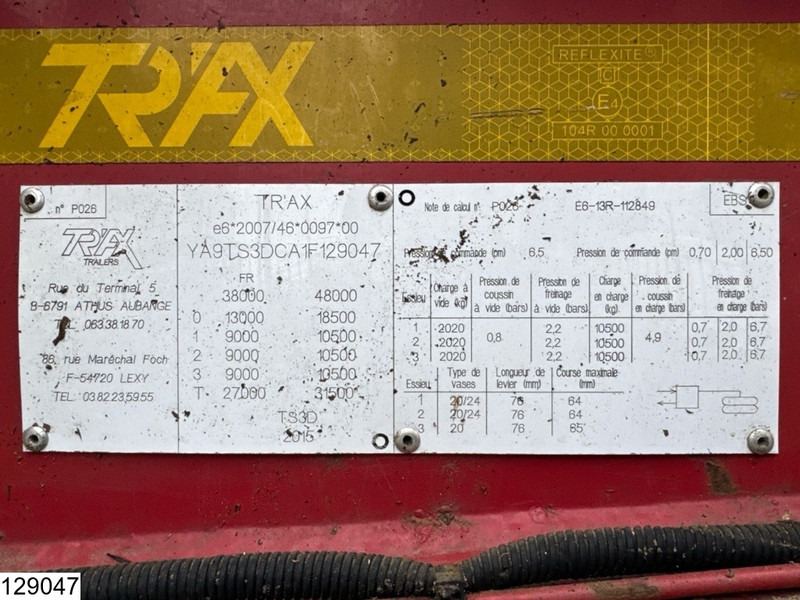 TRAX
REFLEXITE
C
E4
104R 00 0001
n° P026
TRAX
TRAILERS
Rue du Terminal 5
B-6791 ATHUS AUBANGE
TEL. 063.38.18.70
88, rue Maréchal Foch
F-54720 LEXY
TEL. 03.82.23.59.55
TR'AX
e6*2007/46*0097*00
YA9TS3DCA1F129047
FR
38000 48000
0 13000 18500
1 9000 10500
2 9000 10500
3 9000 10500
T 27000 31500
TS3D
2015
Note de calcul n° P026 E6-13R-112849
EBS
Pression de commande (pm) 6,5 Pression de commande (pm) 0,70 2,00 6,50
Essieu Charge à vide (kg) Pression de coussin à vide (bars) Pression de freinage à vide (bars) Charge en charge (kg) Pression de coussin en charge (bars) Pression de freinage en charge (bars)
1 2020 2,2 10500 0,7 2,0 6,7
2 2020 0,8 2,2 10500 4,9 0,7 2,0 6,7
3 2020 2,2 10500 0,7 2,0 6,7
Essieu Type de vases Longueur de levier (mm) Course maximale (mm)
1 20/24 76 64
2 20/24 76 64
3 20 76 65
129047